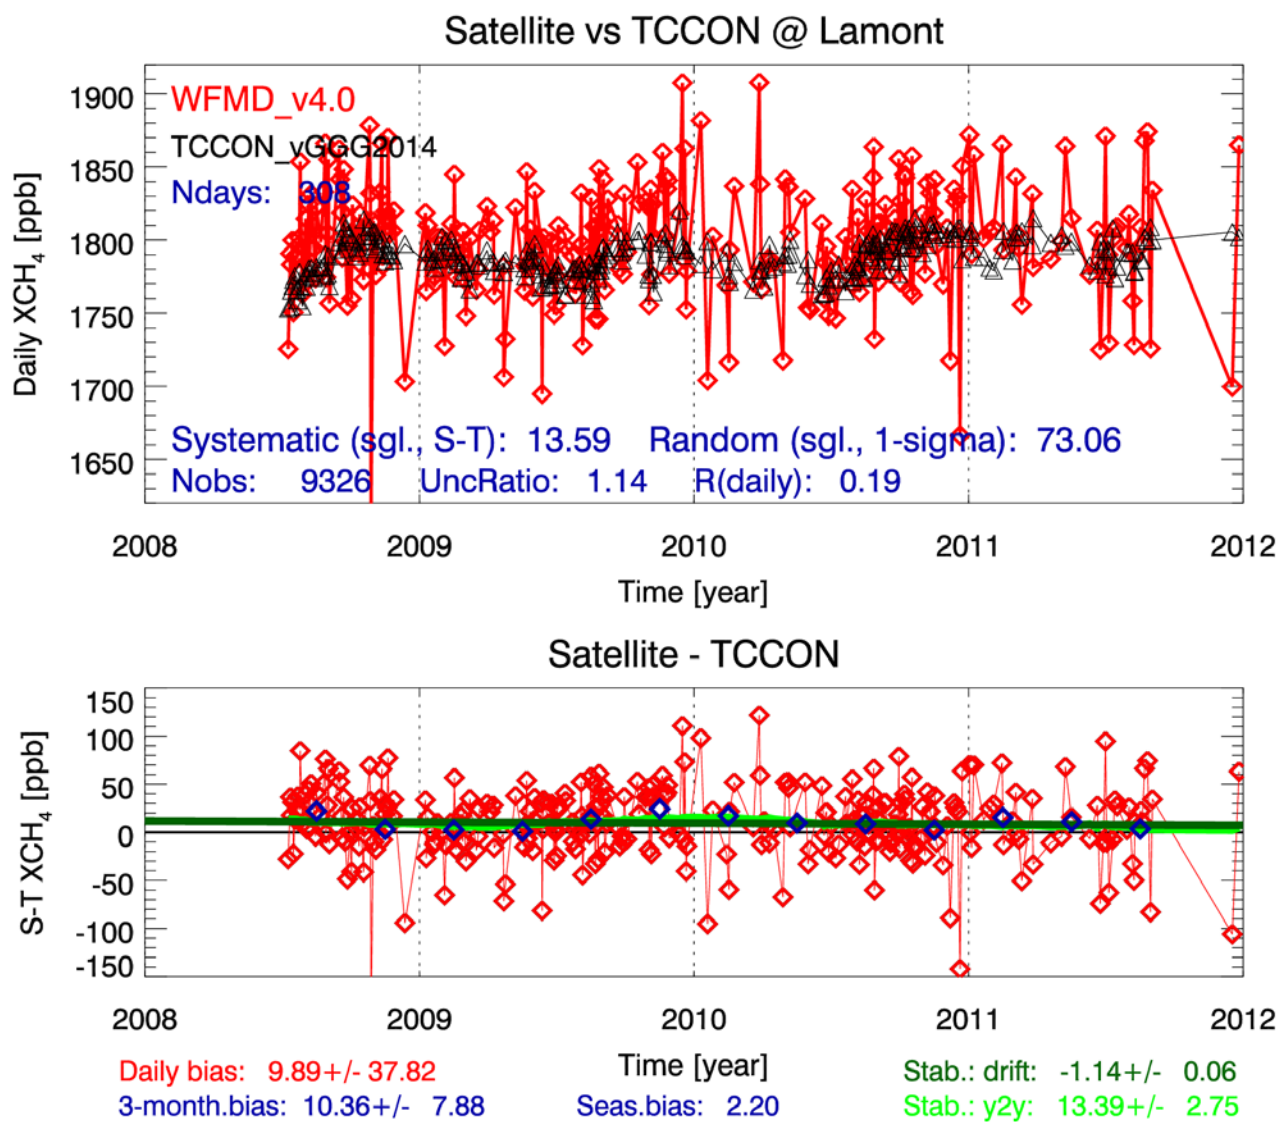 Satellite vs TCCON @ Lamont
WFMD_v4.0
TCCON_vGGG2014
Ndays: 308
Systematic (sgl., S-T): 13.59 Random (sgl., 1-sigma): 73.06
Nobs: 9326 UncRatio: 1.14 R(daily): 0.19
Daily XCH4 [ppb]
1900
1850
1800
1750
1700
1650
2008 2009 2010 2011 2012
Time [year]
Satellite - TCCON
S-T XCH4 [ppb]
150
100
50
0
-50
-100
-150
2008 2009 2010 2011 2012
Time [year]
Daily bias: 9.89+/- 37.82
3-month.bias: 10.36+/- 7.88
Seas.bias: 2.20
Stab.: drift: -1.14+/- 0.06
Stab.: y2y: 13.39+/- 2.75